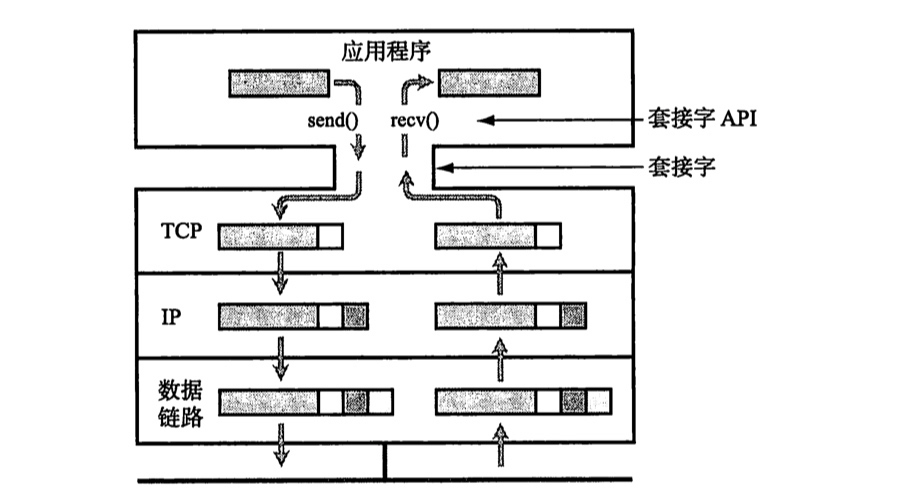 应用程序
send()
recv()
套接字 API
套接字
TCP
IP
数据
链路